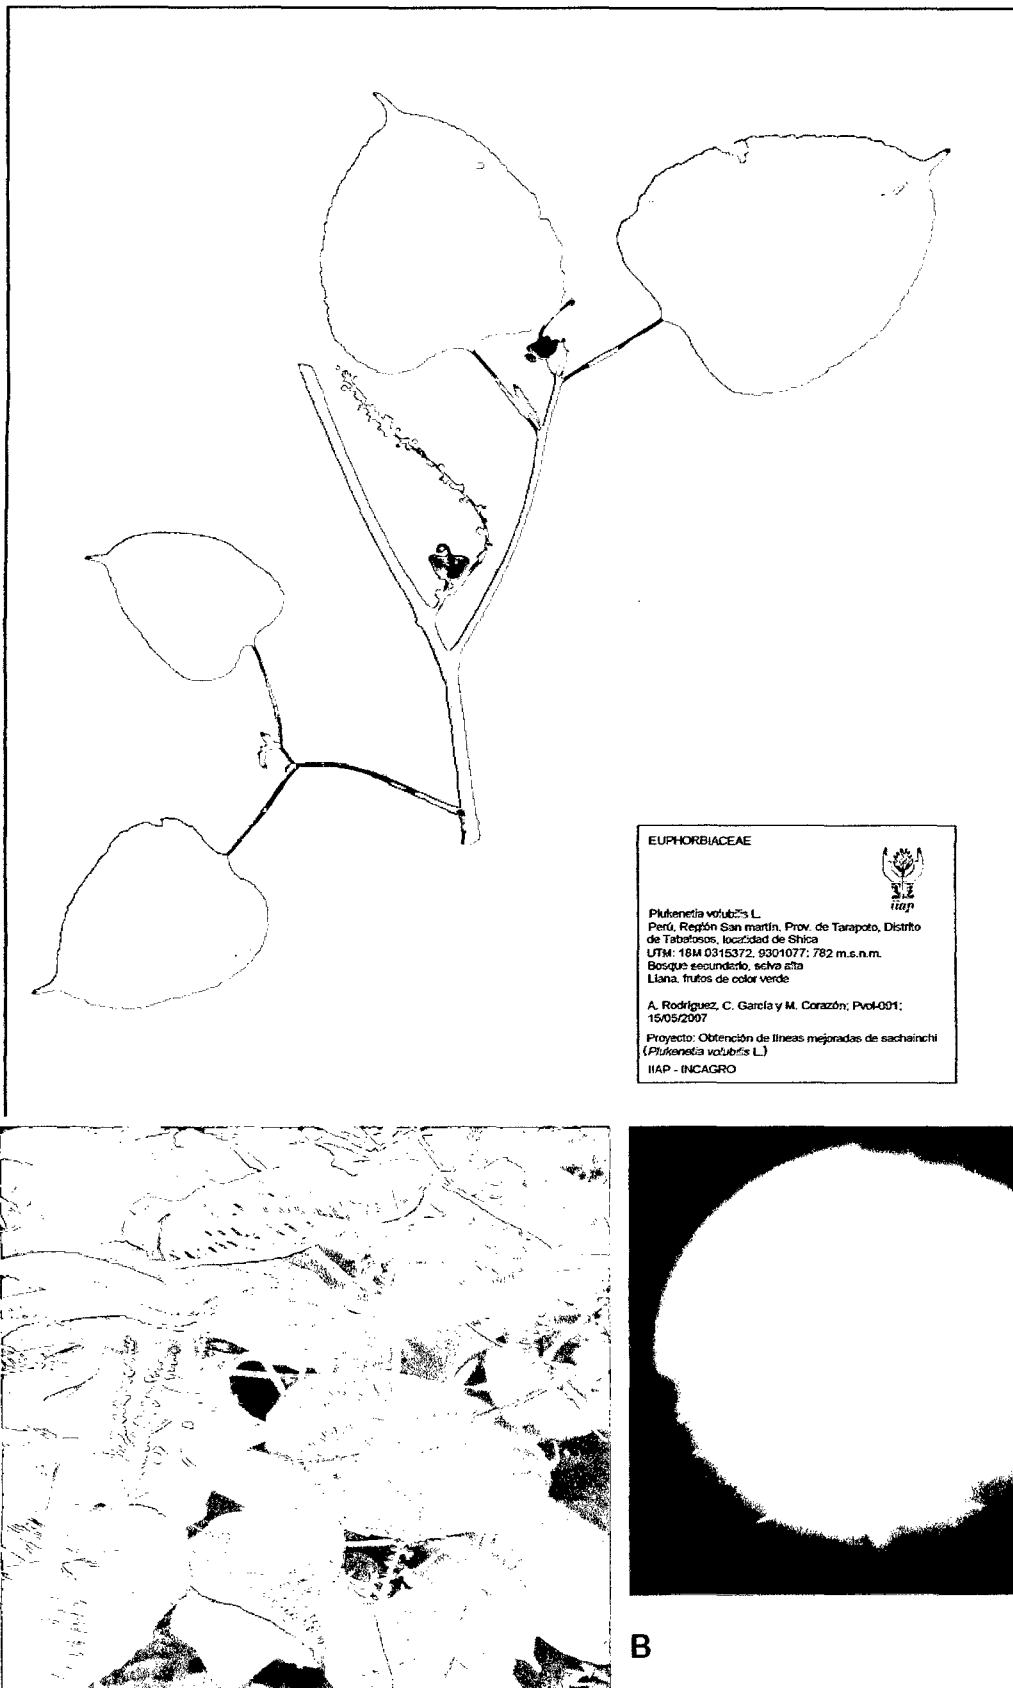 EUPHORBIACEAE
iiap
Plukenetia volubilis L.
Perú, Región San martín, Prov. de Tarapoto, Distrito
de Tabalosos, localidad de Shica
UTM: 18M 0315372, 9301077; 782 m.s.n.m.
Bosque secundario, selva alta
Liana, frutos de color verde
A. Rodríguez, C. García y M. Corazón; Pvol-001;
15/05/2007
Proyecto: Obtención de líneas mejoradas de sachainchi
(Plukenetia volubilis L.)
IIAP - INCAGRO
B